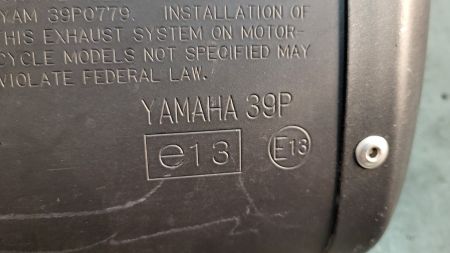 YAM 39P0779. INSTALLATION OF
THIS EXHAUST SYSTEM ON MOTOR-
CYCLE MODELS NOT SPECIFIED MAY
VIOLATE FEDERAL LAW.
YAMAHA 39P
e13 E13